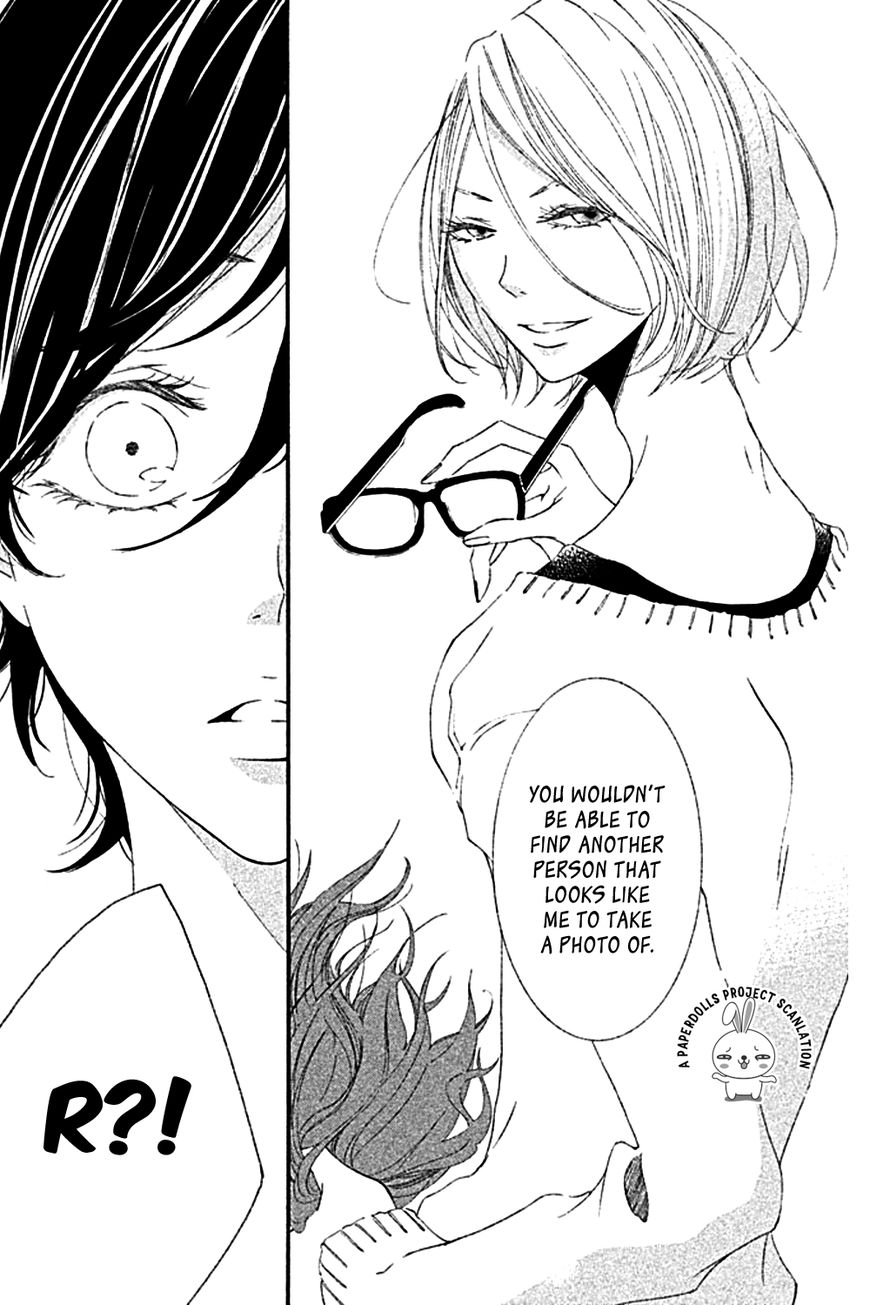 YOU WOULDN'T
BE ABLE TO
FIND ANOTHER
PERSON THAT
LOOKS LIKE
ME TO TAKE
A PHOTO OF.
A PAPERDOLLS PROJECT SCANLATION
R?!